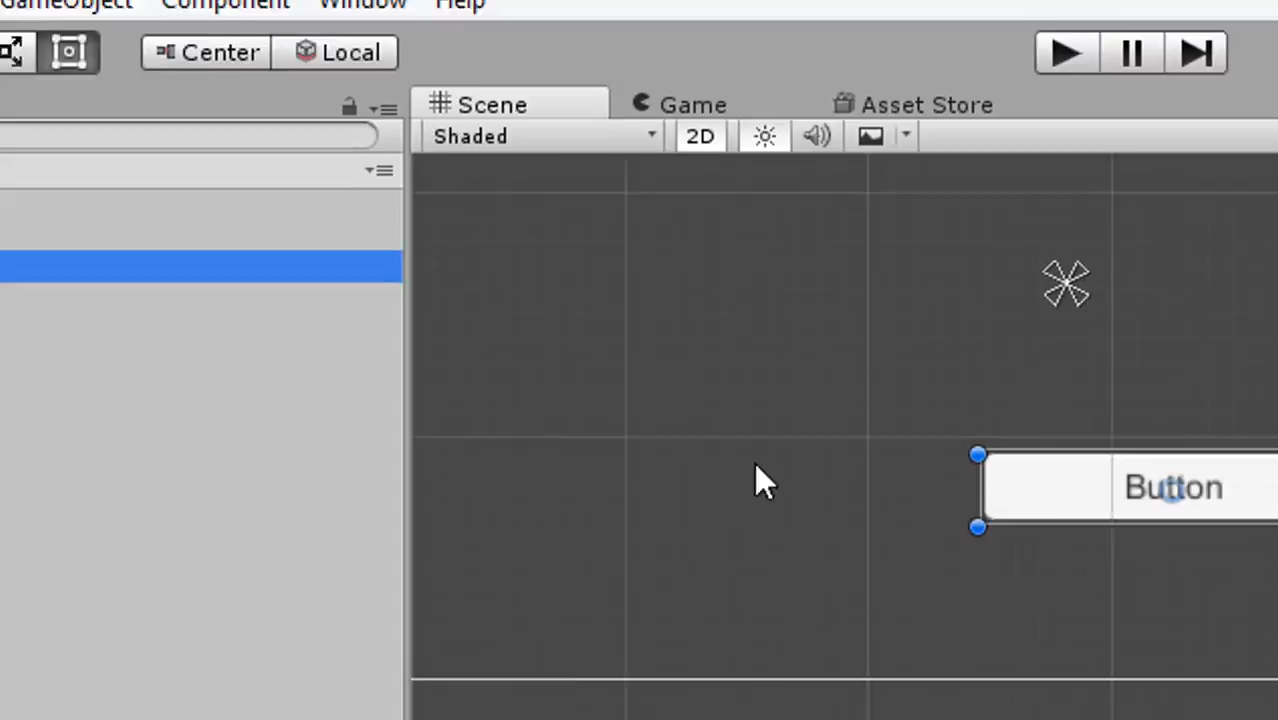 GameObject Component Window Help
Center Local
Scene Game Asset Store
Shaded 2D
Button